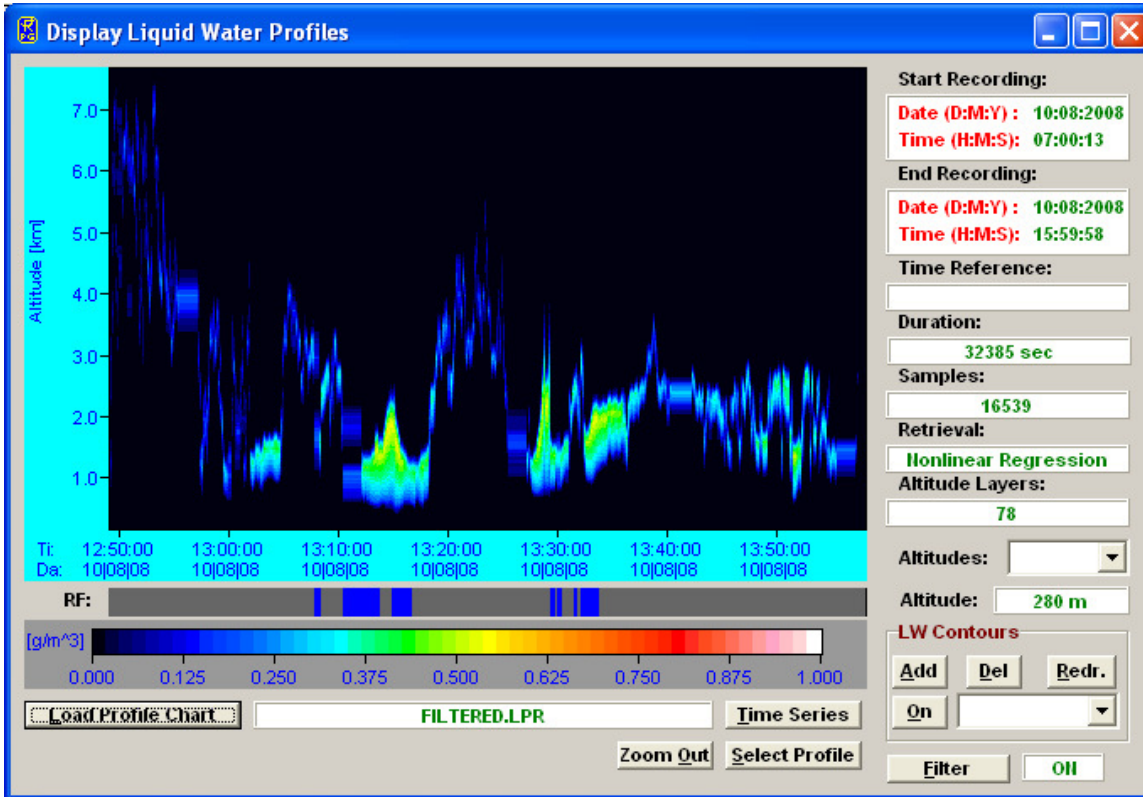 Display Liquid Water Profiles
7.0
6.0
5.0
4.0
3.0
2.0
1.0
Altitude [km]
Ti: 12:50:00 13:00:00 13:10:00 13:20:00 13:30:00 13:40:00 13:50:00
Da: 10|08|08 10|08|08 10|08|08 10|08|08 10|08|08 10|08|08 10|08|08
RF:
[g/m^3]
0.000 0.125 0.250 0.375 0.500 0.625 0.750 0.875 1.000
Load Profile Chart FILTERED.LPR Time Series
Zoom Out Select Profile
Start Recording:
Date (D:M:Y) : 10:08:2008
Time (H:M:S): 07:00:13
End Recording:
Date (D:M:Y) : 10:08:2008
Time (H:M:S): 15:59:58
Time Reference:
Duration:
32385 sec
Samples:
16539
Retrieval:
Nonlinear Regression
Altitude Layers:
78
Altitudes:
Altitude: 280 m
LW Contours
Add Del Redr.
On
Filter ON